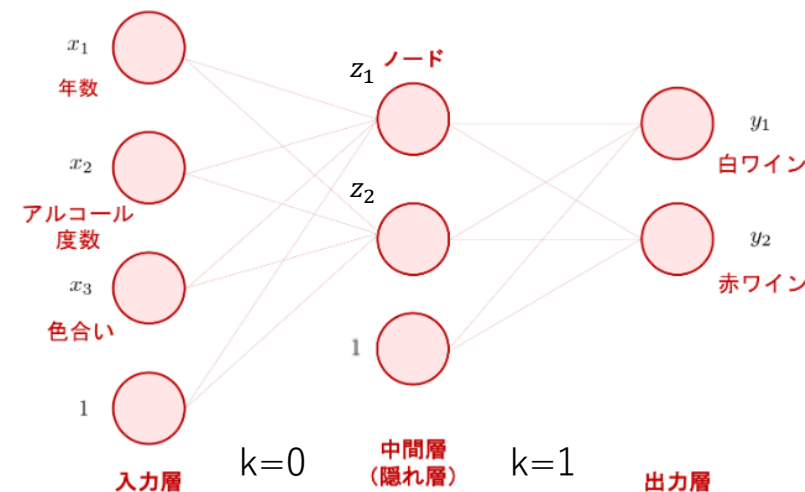 x₁
年数
x₂
アルコール
度数
x₃
色合い
1
入力層
k=0
ノード
z₁
z₂
1
中間層
（隠れ層）
k=1
y₁
白ワイン
y₂
赤ワイン
出力層